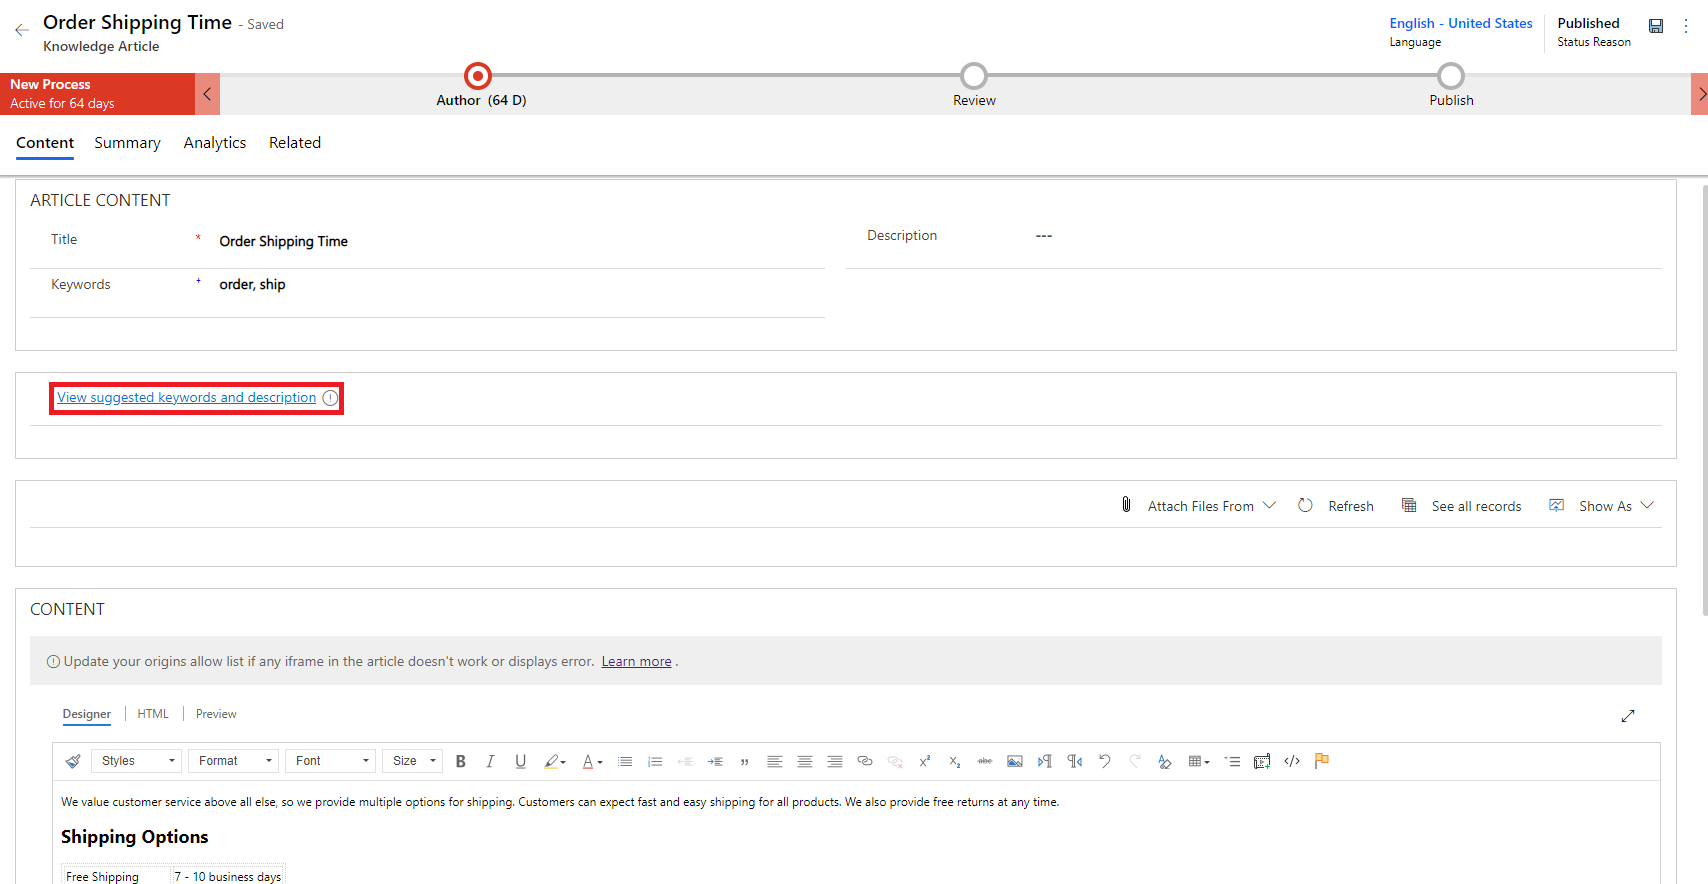 Order Shipping Time - Saved
Knowledge Article
English - United States
Language
Published
Status Reason
New Process
Active for 64 days
Author (64 D)
Review
Publish
Content Summary Analytics Related
ARTICLE CONTENT
Title * Order Shipping Time
Description ---
Keywords + order, ship
View suggested keywords and description
Attach Files From Refresh See all records Show As
CONTENT
Update your origins allow list if any iframe in the article doesn't work or displays error. Learn more .
Designer HTML Preview
Styles Format Font Size
We value customer service above all else, so we provide multiple options for shipping. Customers can expect fast and easy shipping for all products. We also provide free returns at any time.
Shipping Options
Free Shipping 7 - 10 business days